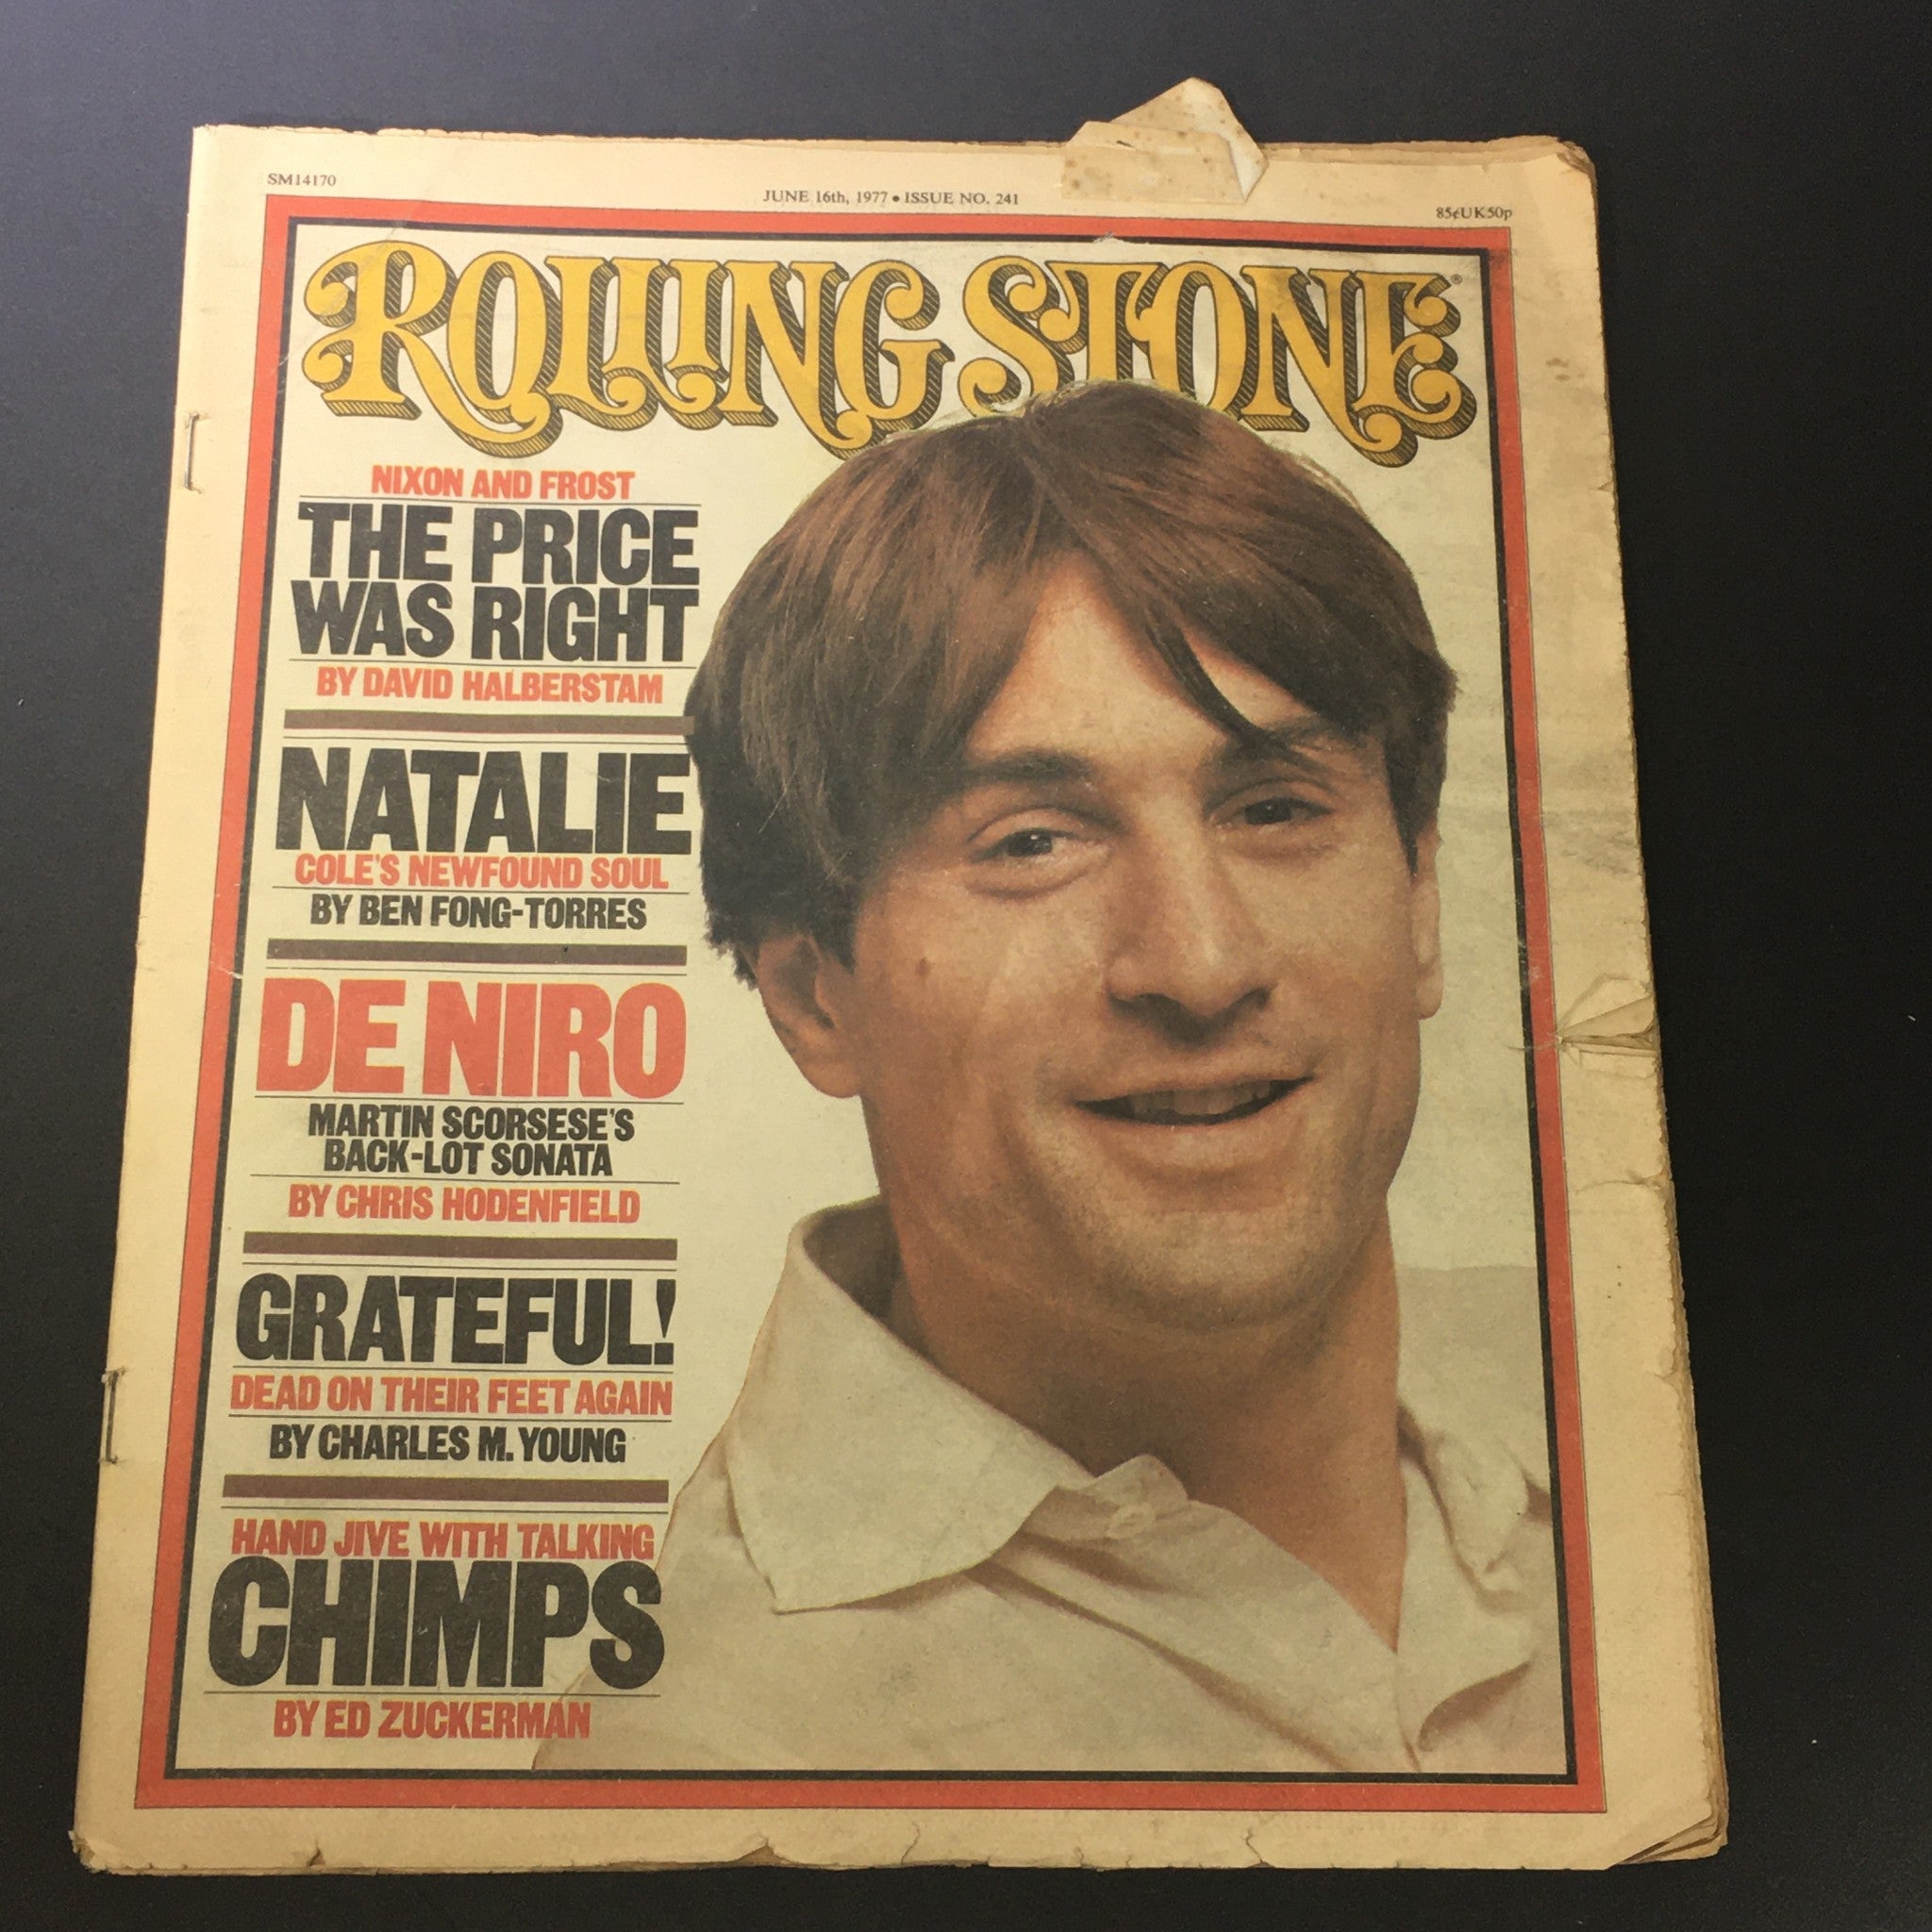 SM14170
JUNE 16th, 1977 • ISSUE NO. 241
85¢UK50p
ROLLING STONE®
NIXON AND FROST
THE PRICE
WAS RIGHT
BY DAVID HALBERSTAM
NATALIE
COLE'S NEWFOUND SOUL
BY BEN FONG-TORRES
DE NIRO
MARTIN SCORSESE'S
BACK-LOT SONATA
BY CHRIS HODENFIELD
GRATEFUL!
DEAD ON THEIR FEET AGAIN
BY CHARLES M. YOUNG
HAND JIVE WITH TALKING
CHIMPS
BY ED ZUCKERMAN